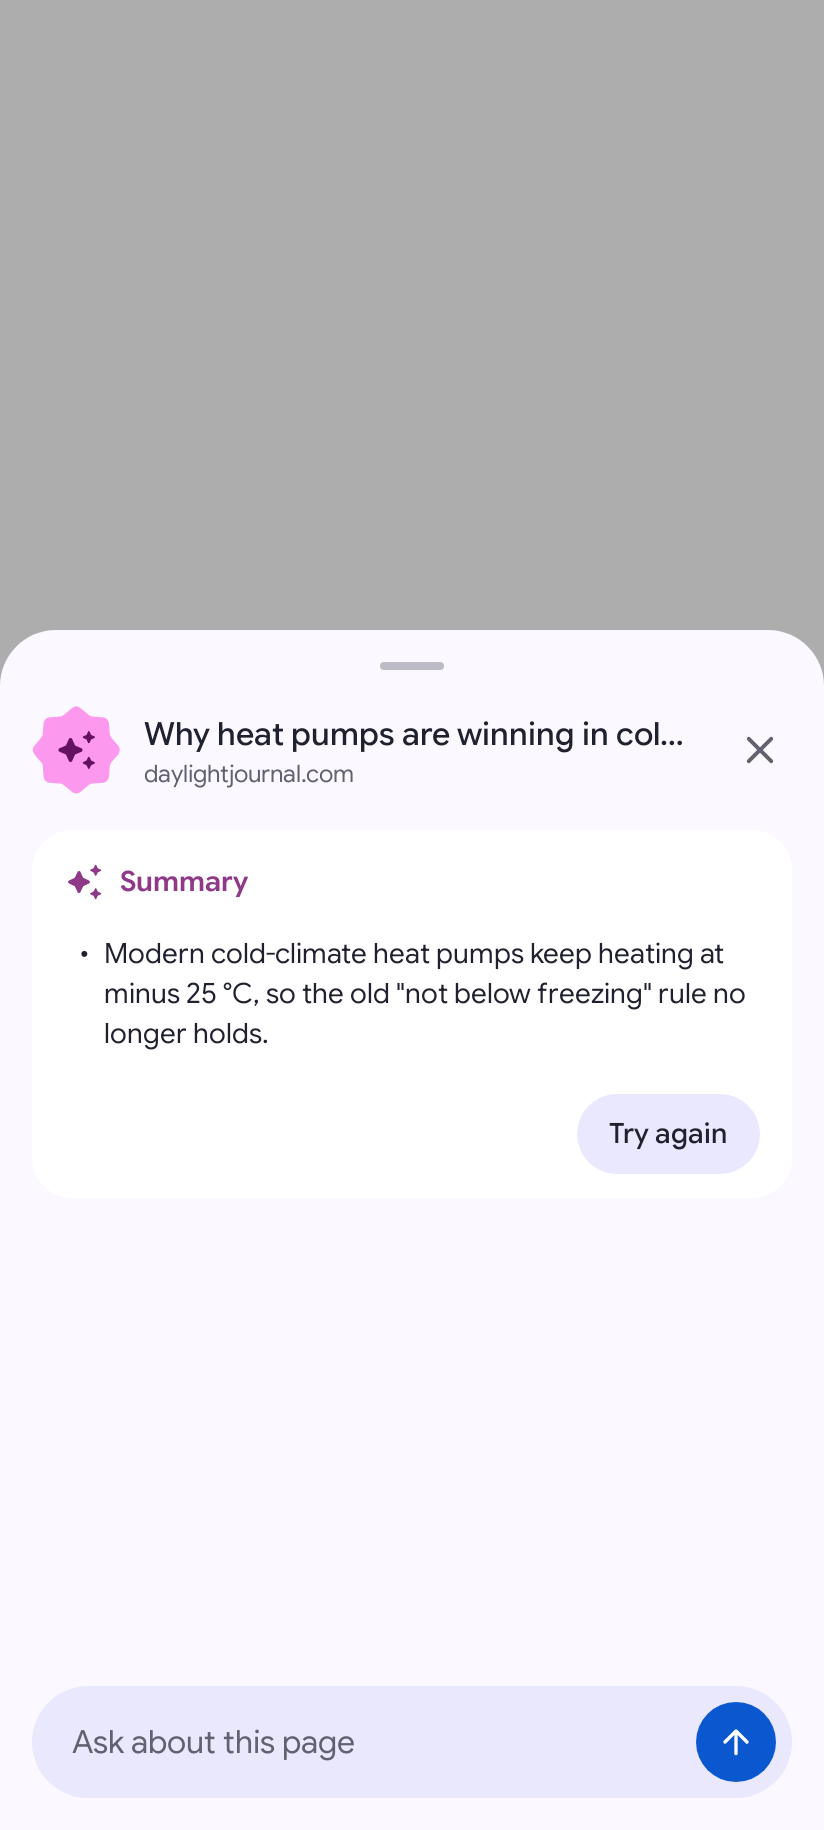 Why heat pumps are winning in col...
daylightjournal.com
Summary
• Modern cold-climate heat pumps keep heating at
minus 25 °C, so the old "not below freezing" rule no
longer holds.
Try again
Ask about this page